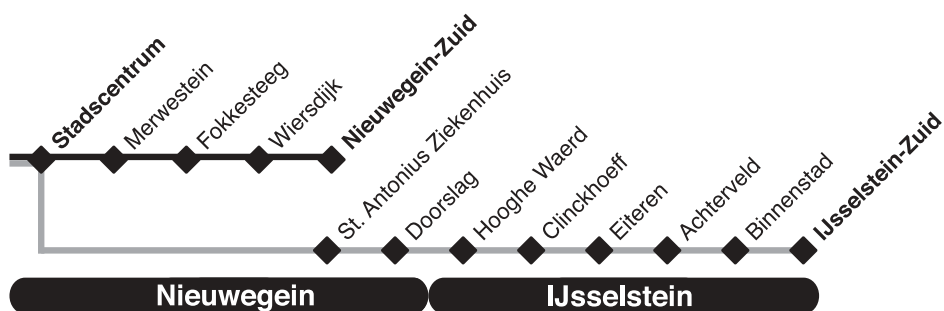 Stadscentrum
Merwestein
Fokkesteeg
Wiersdijk
Nieuwegein-Zuid
St. Antonius Ziekenhuis
Doorslag
Hooghe Waerd
Clinckhoeff
Eiteren
Achterveld
Binnenstad
IJsselstein-Zuid
Nieuwegein
IJsselstein